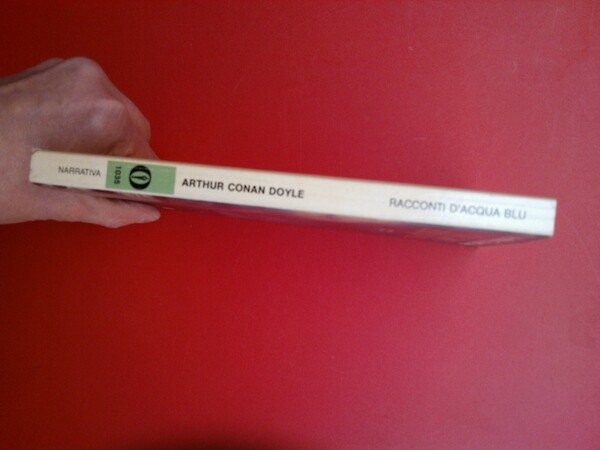 NARRATIVA
1035
ARTHUR CONAN DOYLE
RACCONTI D'ACQUA BLU